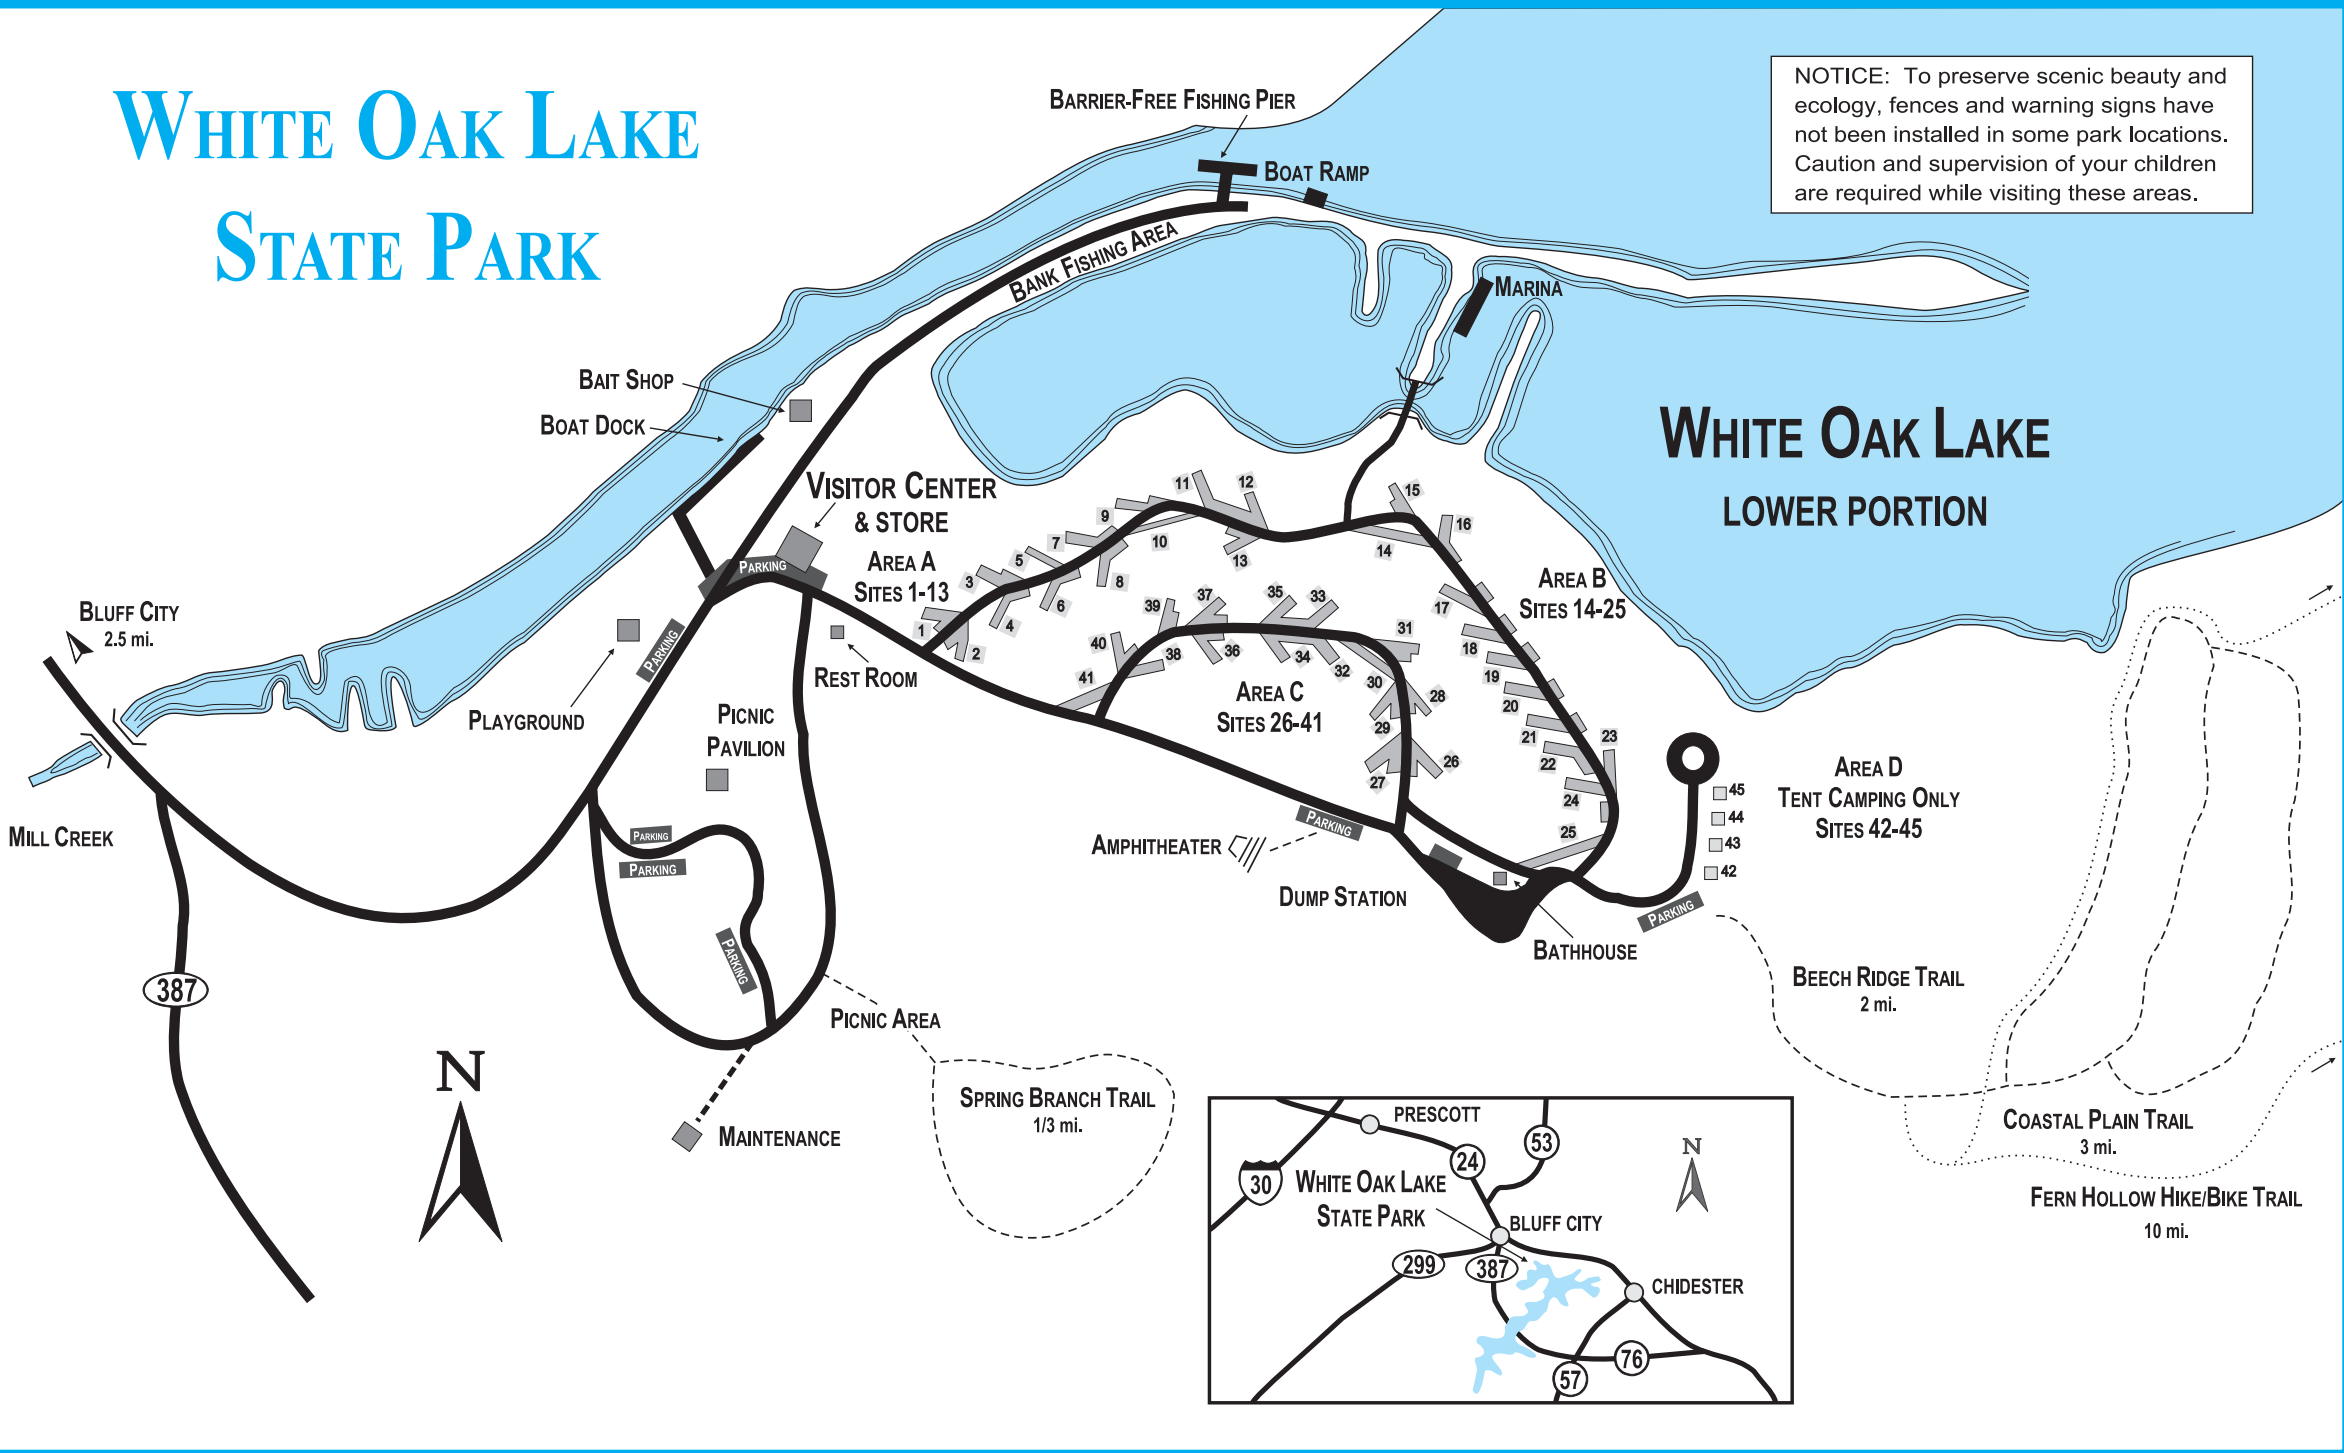 White Oak Lake
State Park
NOTICE: To preserve scenic beauty and
ecology, fences and warning signs have
not been installed in some park locations.
Caution and supervision of your children
are required while visiting these areas.
Barrier-Free Fishing Pier
Boat Ramp
Bank Fishing Area
Marina
Bait Shop
Boat Dock
White Oak Lake
LOWER PORTION
Visitor Center
& STORE
Parking
Area A
Sites 1-13
1
2
3
4
5
6
7
8
9
10
11
12
13
Area B
Sites 14-25
14
15
16
17
18
19
20
21
22
23
24
25
Area C
Sites 26-41
26
27
28
29
30
31
32
33
34
35
36
37
38
39
40
41
Area D
Tent Camping Only
Sites 42-45
45
44
43
42
Parking
Bluff City
2.5 mi.
Mill Creek
387
Playground
Parking
Rest Room
Picnic
Pavilion
Parking
Parking
Parking
Picnic Area
Maintenance
Amphitheater
Parking
Dump Station
Bathhouse
Spring Branch Trail
1/3 mi.
Beech Ridge Trail
2 mi.
Coastal Plain Trail
3 mi.
Fern Hollow Hike/Bike Trail
10 mi.
N
PRESCOTT
53
24
30
N
White Oak Lake
State Park
BLUFF CITY
299
387
CHIDESTER
76
57